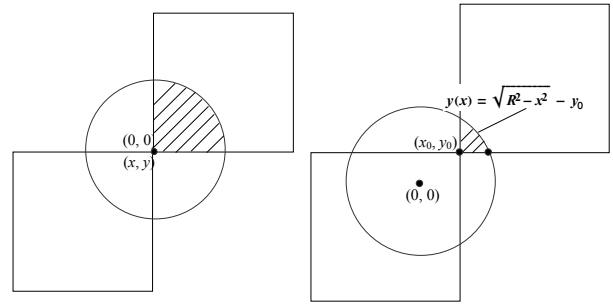 (0, 0)
(x, y)
y(x) = √R² – x² – y₀
(x₀, y₀)
(0, 0)